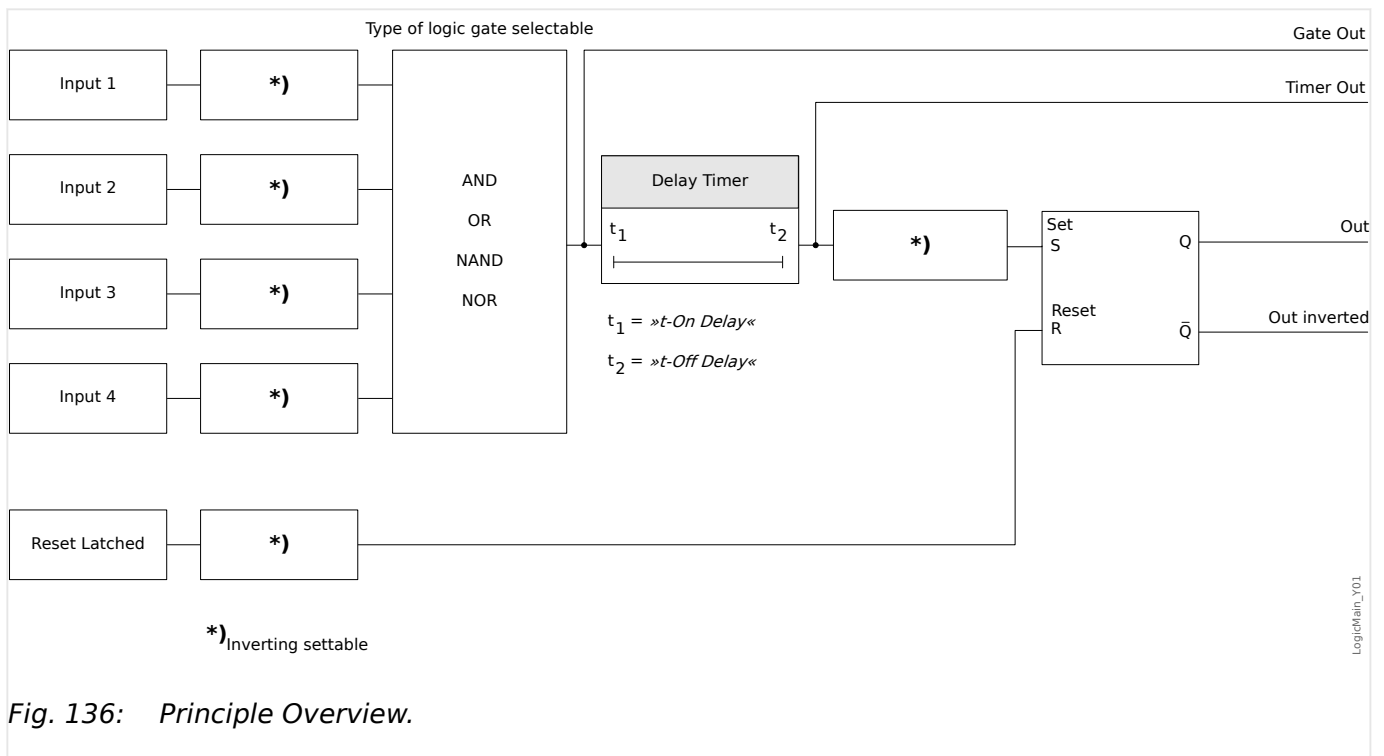 Type of logic gate selectable
Gate Out
Timer Out
Input 1
*)
Input 2
*)
Input 3
*)
Input 4
*)
AND
OR
NAND
NOR
Delay Timer
t1
t2
t1 = »t-On Delay«
t2 = »t-Off Delay«
*)
Set
S
Q
Reset
R
Q̅
Out
Out inverted
Reset Latched
*)
*)Inverting settable
LogicMain_Y01
Fig. 136: Principle Overview.